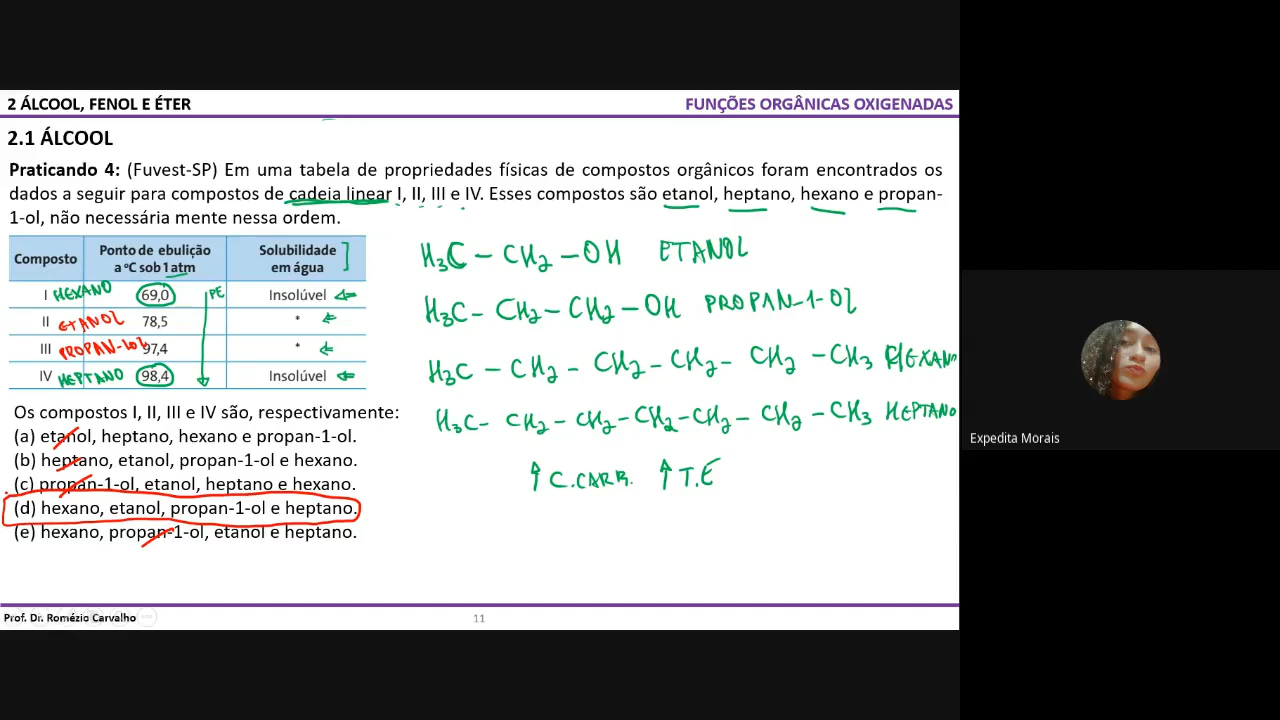 2 ÁLCOOL, FENOL E ÉTER
FUNÇÕES ORGÂNICAS OXIGENADAS
2.1 ÁLCOOL
Praticando 4: (Fuvest-SP) Em uma tabela de propriedades físicas de compostos orgânicos foram encontrados os
dados a seguir para compostos de cadeia linear I, II, III e IV. Esses compostos são etanol, heptano, hexano e propan-
1-ol, não necessária mente nessa ordem.
Composto Ponto de ebulição a ºC sob 1 atm Solubilidade em água
I HEXANO 69,0 PE Insolúvel
II ETANOL 78,5 *
III PROPAN-1-OL 97,4 *
IV HEPTANO 98,4 Insolúvel
H₃C – CH₂ – OH ETANOL
H₃C – CH₂ – CH₂ – OH PROPAN-1-OL
H₃C – CH₂ – CH₂ – CH₂ – CH₂ – CH₃ HEXANO
H₃C – CH₂ – CH₂ – CH₂ – CH₂ – CH₂ – CH₃ HEPTANO
↑ C.CARB. ↑ T.E
Os compostos I, II, III e IV são, respectivamente:
(a) etanol, heptano, hexano e propan-1-ol.
(b) heptano, etanol, propan-1-ol e hexano.
(c) propan-1-ol, etanol, heptano e hexano.
(d) hexano, etanol, propan-1-ol e heptano.
(e) hexano, propan-1-ol, etanol e heptano.
Prof. Dr. Romézio Carvalho
11
Expedita Morais